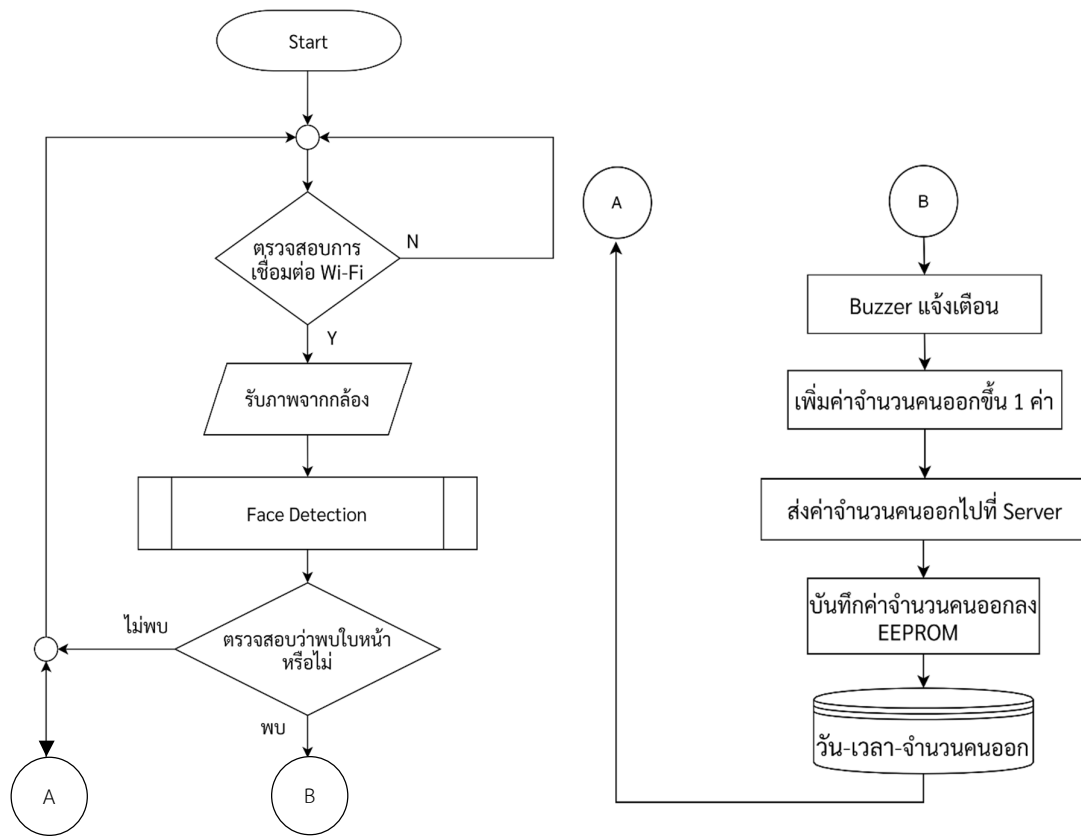 Start
N
ตรวจสอบการ
เชื่อมต่อ Wi-Fi
Y
รับภาพจากกล้อง
Face Detection
ไม่พบ
ตรวจสอบว่าพบใบหน้า
หรือไม่
พบ
A
B
A
B
Buzzer แจ้งเตือน
เพิ่มค่าจำนวนคนออกขึ้น 1 ค่า
ส่งค่าจำนวนคนออกไปที่ Server
บันทึกค่าจำนวนคนออกลง
EEPROM
วัน-เวลา-จำนวนคนออก